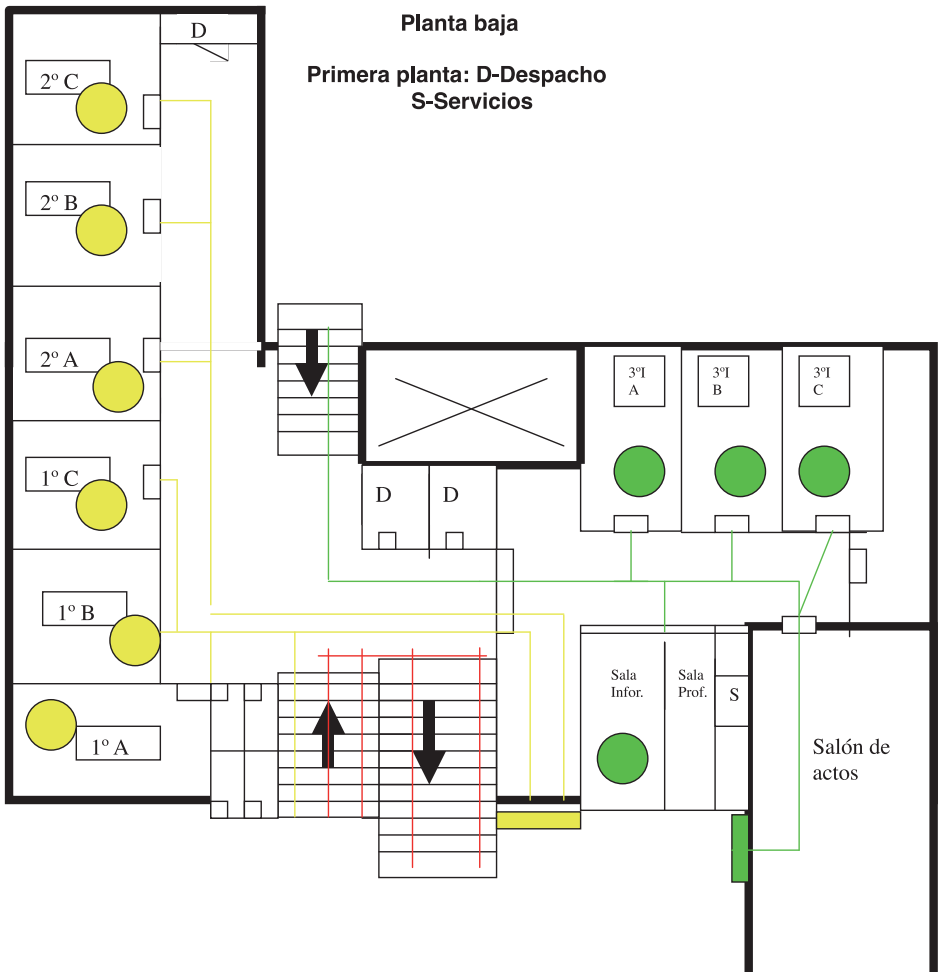 Planta baja
Primera planta: D-Despacho
S-Servicios
D
2º C
2º B
2º A
1º C
1º B
1º A
D
D
3ºI
A
3ºI
B
3ºI
C
Sala
Infor.
Sala
Prof.
S
Salón de
actos